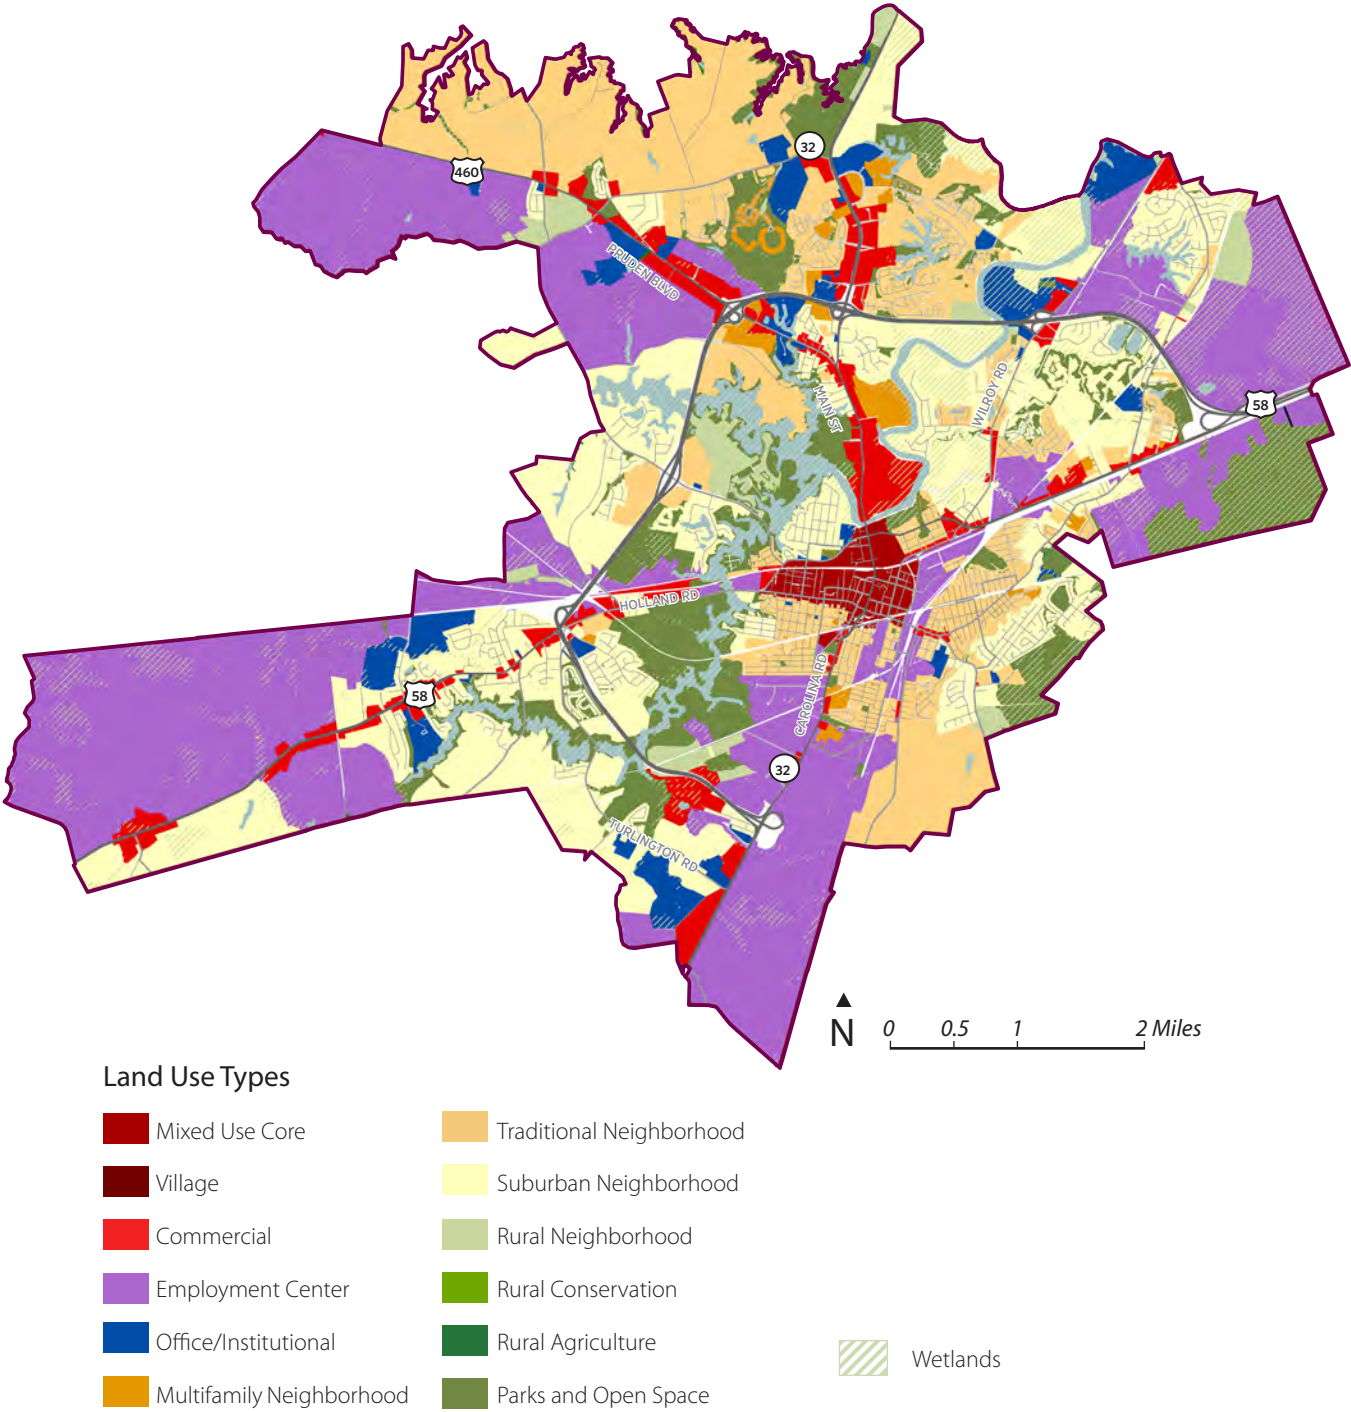 32
460
PRUDEN BLVD
MAIN ST
WILROY RD
58
HOLLAND RD
58
CAROLINA RD
32
TURLINGTON RD
N
0 0.5 1 2 Miles
Land Use Types
Mixed Use Core
Village
Commercial
Employment Center
Office/Institutional
Multifamily Neighborhood
Traditional Neighborhood
Suburban Neighborhood
Rural Neighborhood
Rural Conservation
Rural Agriculture
Parks and Open Space
Wetlands